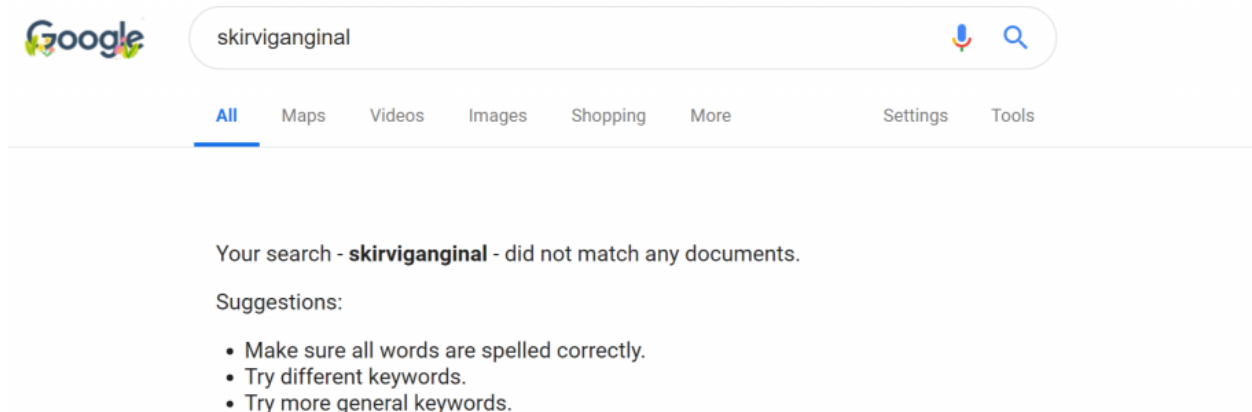 Google
skirviganginal
All Maps Videos Images Shopping More Settings Tools
Your search - skirviganginal - did not match any documents.
Suggestions:
• Make sure all words are spelled correctly.
• Try different keywords.
• Try more general keywords.